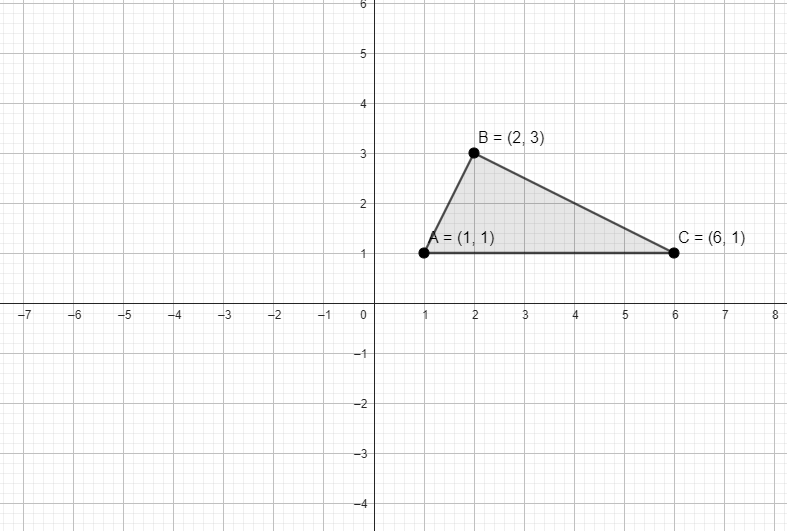 6
5
4
B = (2, 3)
3
2
A = (1, 1)
C = (6, 1)
1
–7 –6 –5 –4 –3 –2 –1 0 1 2 3 4 5 6 7 8
–1
–2
–3
–4